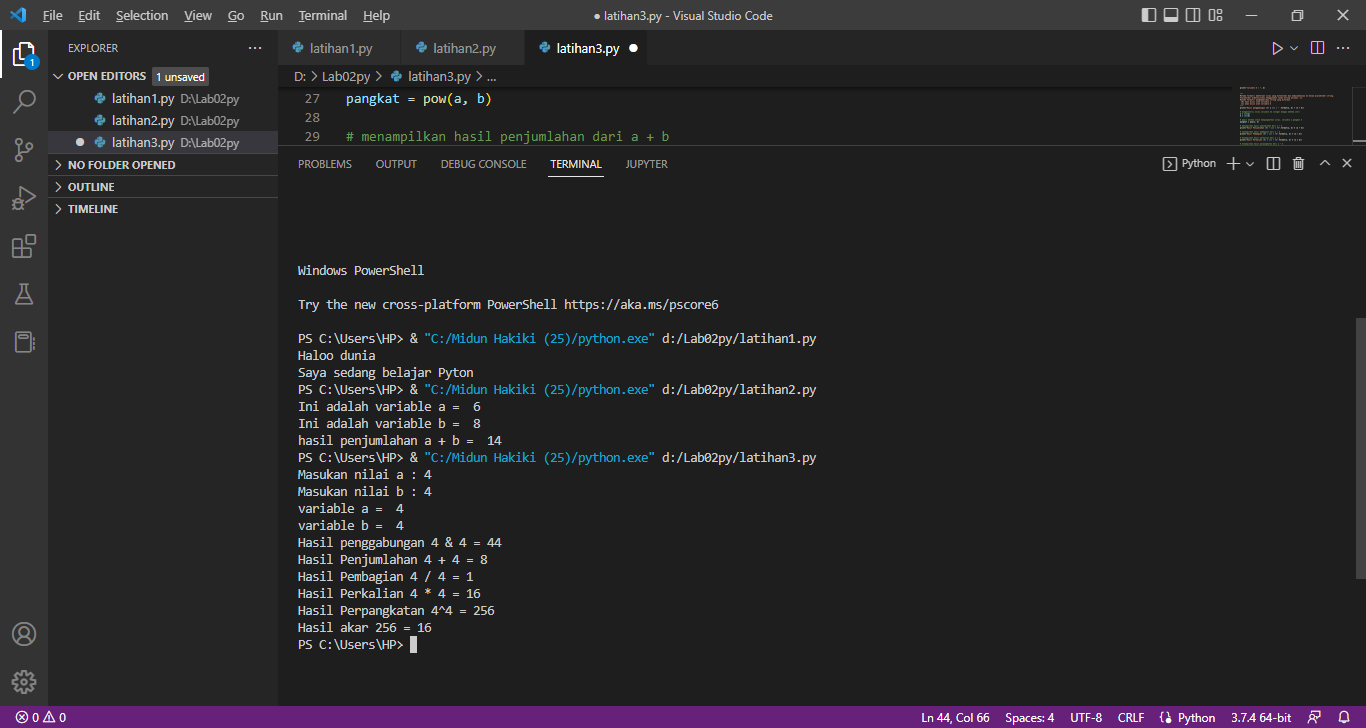 File Edit Selection View Go Run Terminal Help
● latihan3.py - Visual Studio Code
EXPLORER
OPEN EDITORS 1 unsaved
latihan1.py D:\Lab02py
latihan2.py D:\Lab02py
● latihan3.py D:\Lab02py
NO FOLDER OPENED
OUTLINE
TIMELINE
1
latihan1.py latihan2.py latihan3.py ●
D: > Lab02py > latihan3.py > ...
27 pangkat = pow(a, b)
28
29 # menampilkan hasil penjumlahan dari a + b
PROBLEMS OUTPUT DEBUG CONSOLE TERMINAL JUPYTER
Python
Windows PowerShell
Try the new cross-platform PowerShell https://aka.ms/pscore6
PS C:\Users\HP> & "C:/Midun Hakiki (25)/python.exe" d:/Lab02py/latihan1.py
Haloo dunia
Saya sedang belajar Pyton
PS C:\Users\HP> & "C:/Midun Hakiki (25)/python.exe" d:/Lab02py/latihan2.py
Ini adalah variable a =  6
Ini adalah variable b =  8
hasil penjumlahan a + b =  14
PS C:\Users\HP> & "C:/Midun Hakiki (25)/python.exe" d:/Lab02py/latihan3.py
Masukan nilai a : 4
Masukan nilai b : 4
variable a =  4
variable b =  4
Hasil penggabungan 4 & 4 = 44
Hasil Penjumlahan 4 + 4 = 8
Hasil Pembagian 4 / 4 = 1
Hasil Perkalian 4 * 4 = 16
Hasil Perpangkatan 4^4 = 256
Hasil akar 256 = 16
PS C:\Users\HP>
0 0
Ln 44, Col 66 Spaces: 4 UTF-8 CRLF Python 3.7.4 64-bit